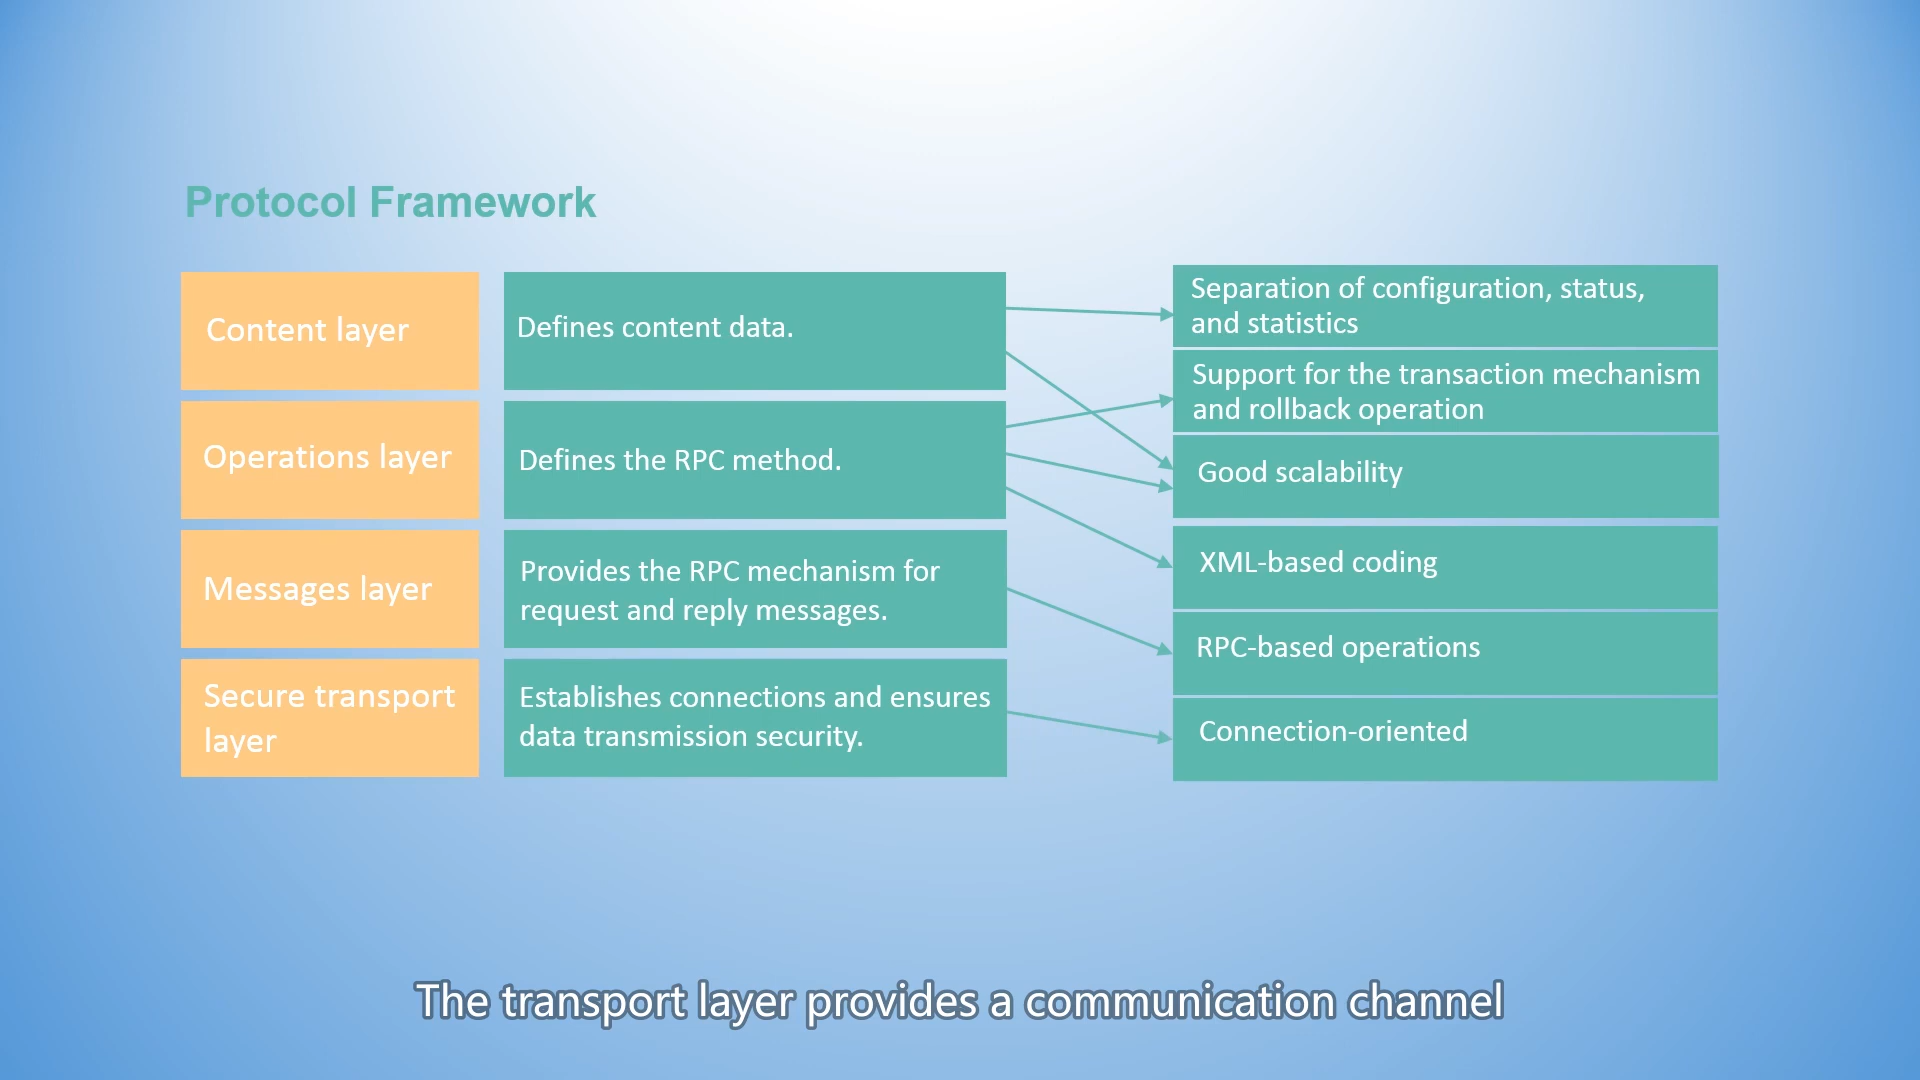 Protocol Framework
Content layer
Defines content data.
Separation of configuration, status,
and statistics
Support for the transaction mechanism
and rollback operation
Operations layer
Defines the RPC method.
Good scalability
XML-based coding
Messages layer
Provides the RPC mechanism for
request and reply messages.
RPC-based operations
Secure transport
layer
Establishes connections and ensures
data transmission security.
Connection-oriented
The transport layer provides a communication channel